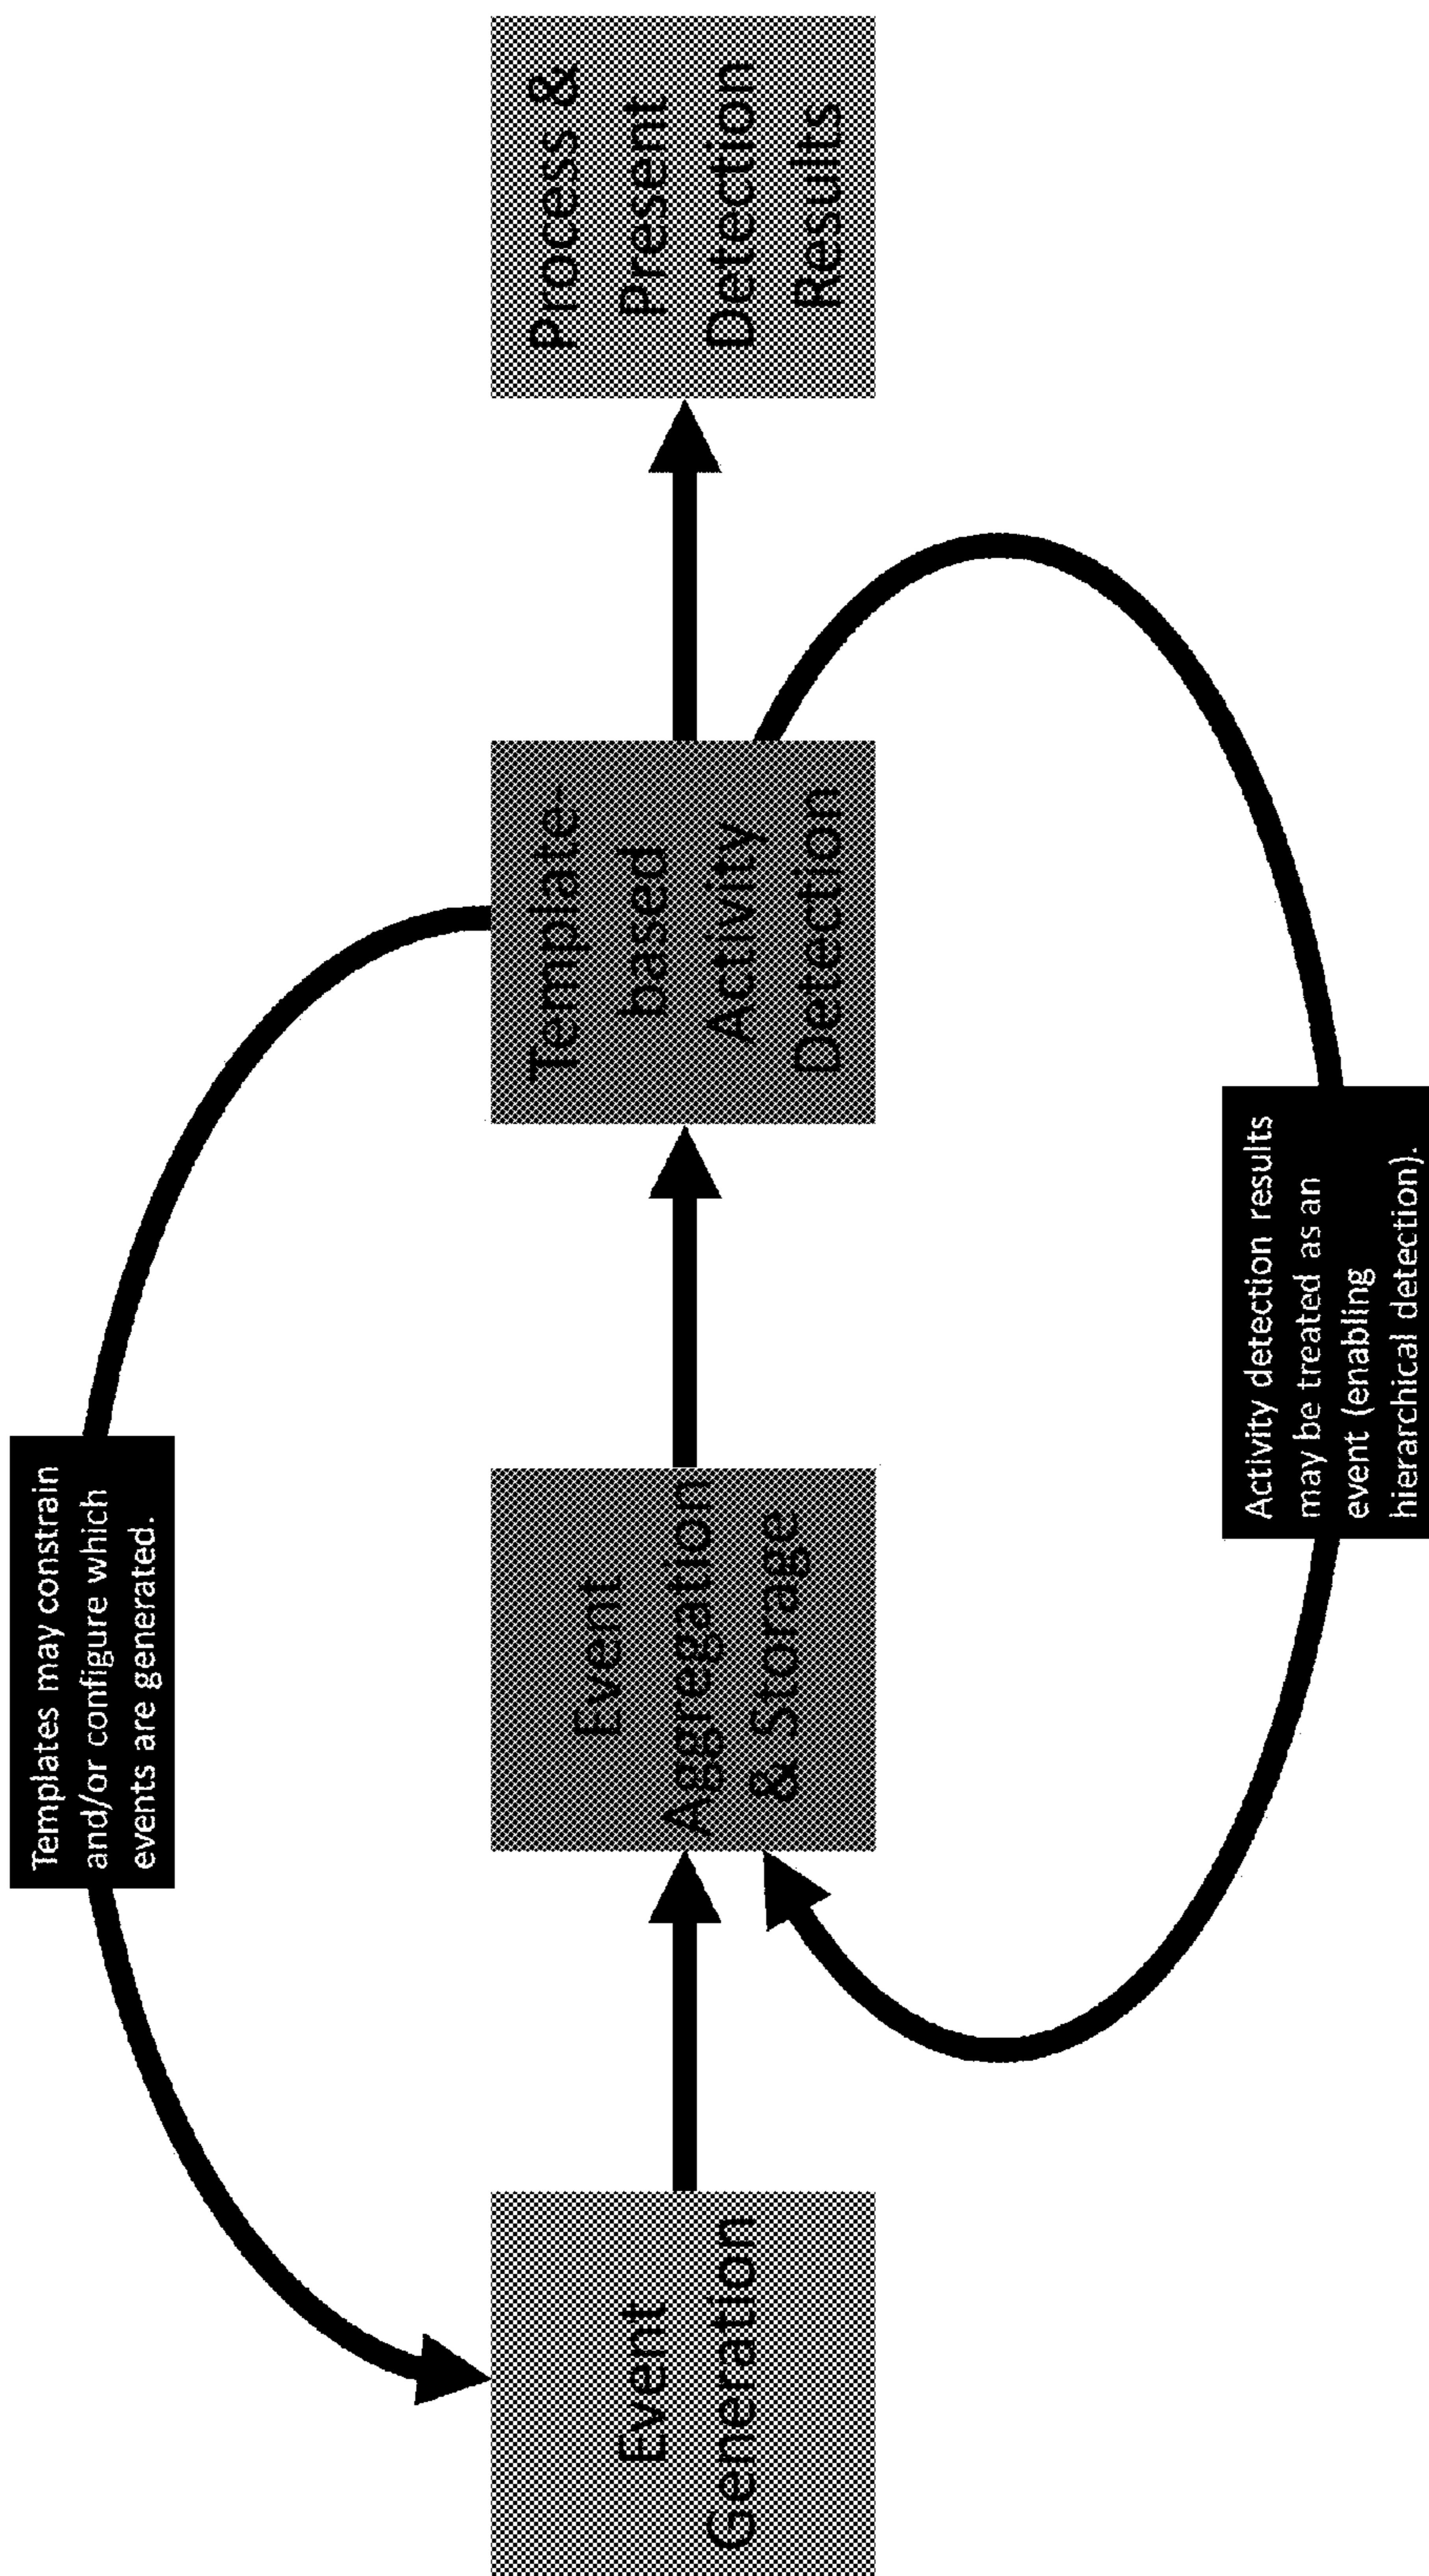 Templates may constrain
and/or configure which
events are generated.
Event
Generation
Event
Aggregation
& Storage
Template-
based
Activity
Detection
Process &
Present
Detection
Results
Activity detection results
may be treated as an
event (enabling
hierarchical detection).